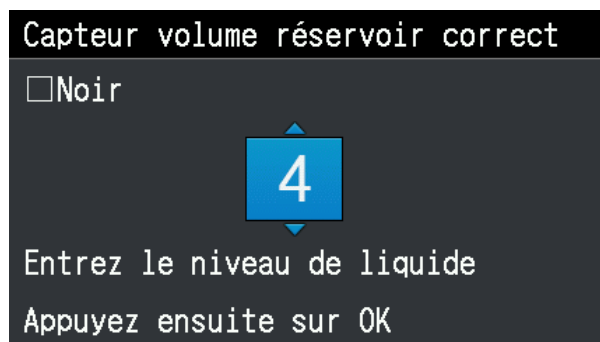 Capteur volume réservoir correct
□Noir
4
Entrez le niveau de liquide
Appuyez ensuite sur OK